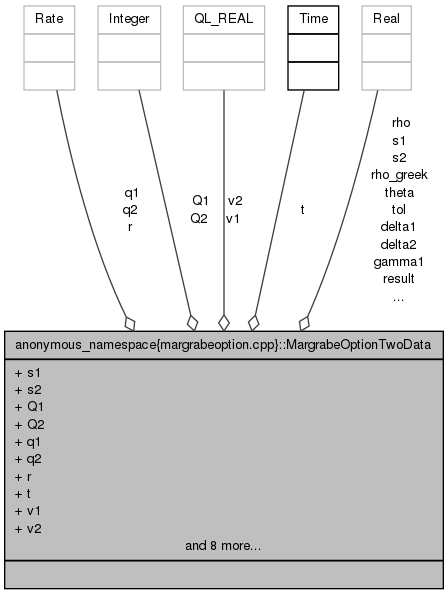 Rate
Integer
QL_REAL
Time
Real
q1
q2
r
Q1
Q2
v2
v1
t
rho
s1
s2
rho_greek
theta
tol
delta1
delta2
gamma1
result
...
anonymous_namespace{margrabeoption.cpp}::MargrabeOptionTwoData
+ s1
+ s2
+ Q1
+ Q2
+ q1
+ q2
+ r
+ t
+ v1
+ v2
and 8 more...